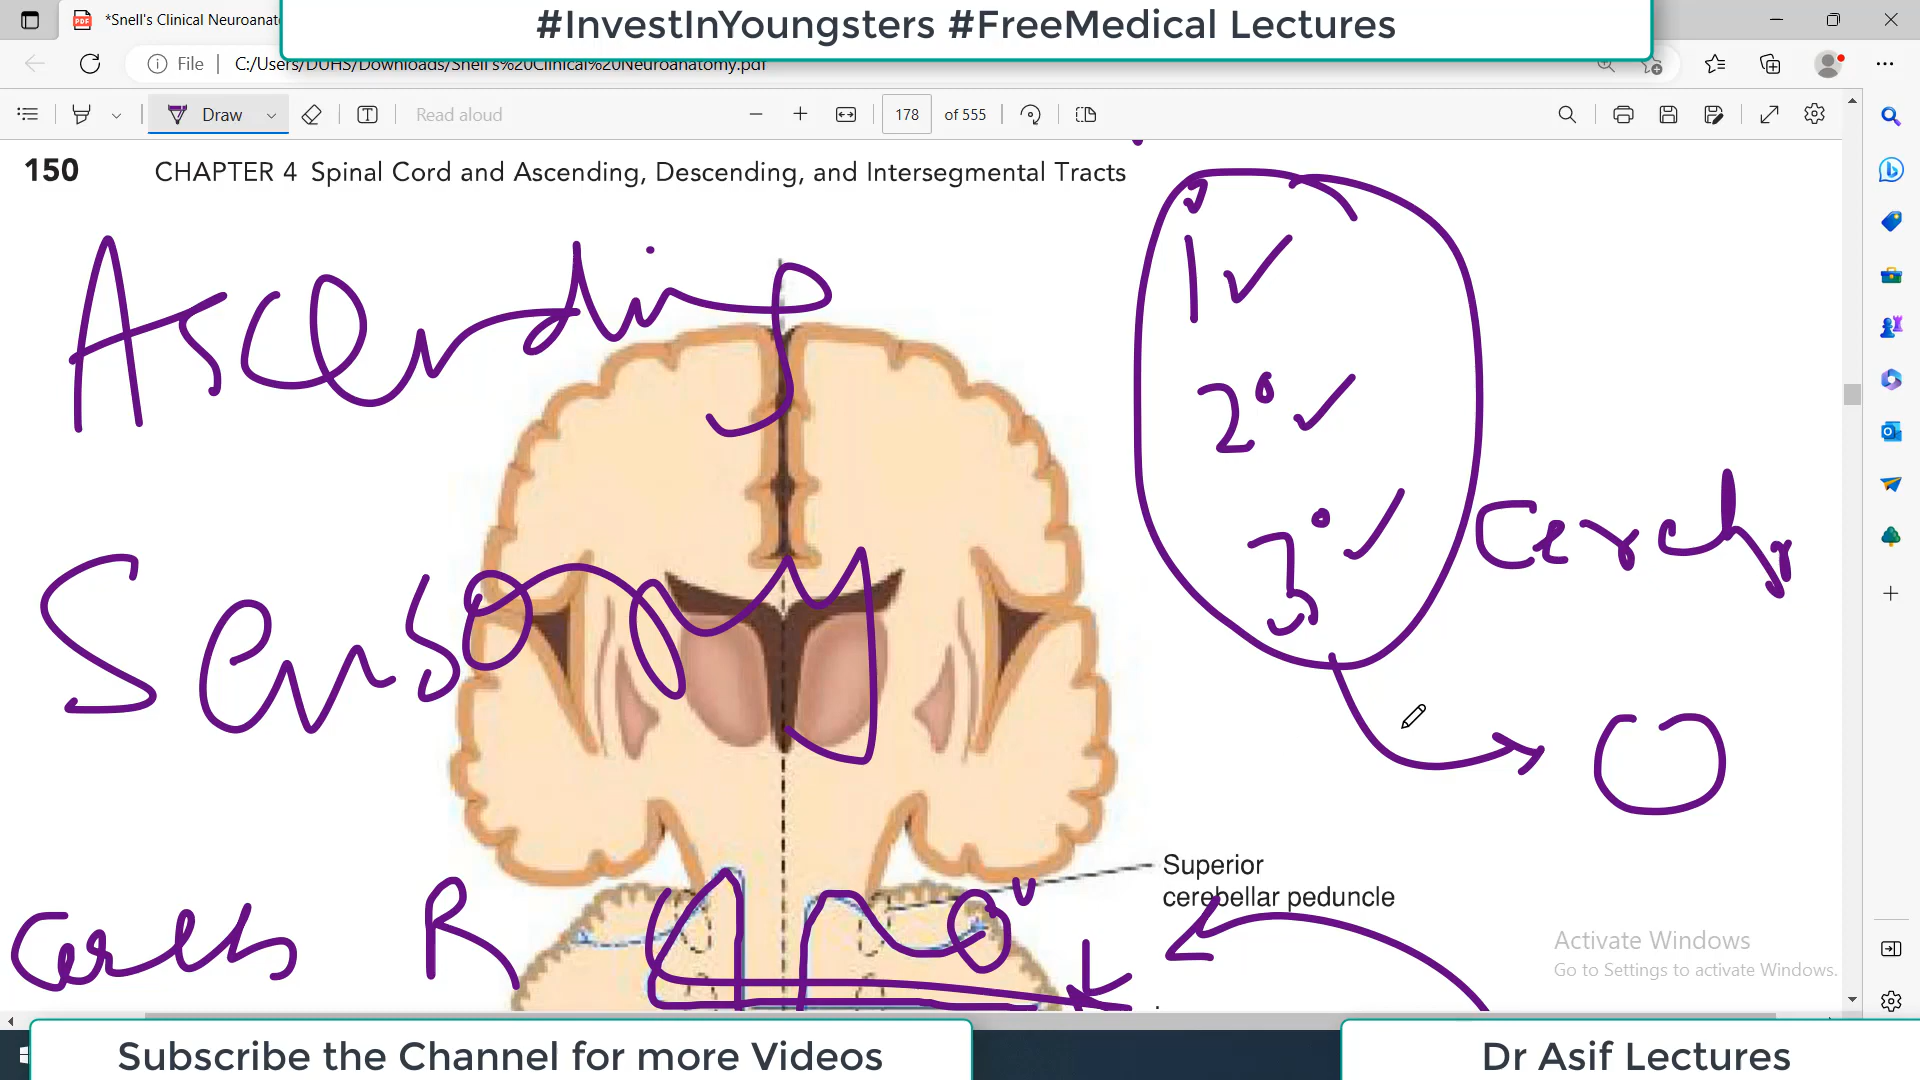 *Snell's Clinical Neuroanat
#InvestInYoungsters #FreeMedical Lectures
File
C:/Users/DUHS/Downloads/Snell's%20Clinical%20Neuroanatomy.pdf
Draw
Read aloud
178 of 555
150 CHAPTER 4 Spinal Cord and Ascending, Descending, and Intersegmental Tracts
Ascending
1
2°
3°
Sensory
Superior
cerebellar peduncle
Activate Windows
Go to Settings to activate Windows.
Subscribe the Channel for more Videos
Dr Asif Lectures